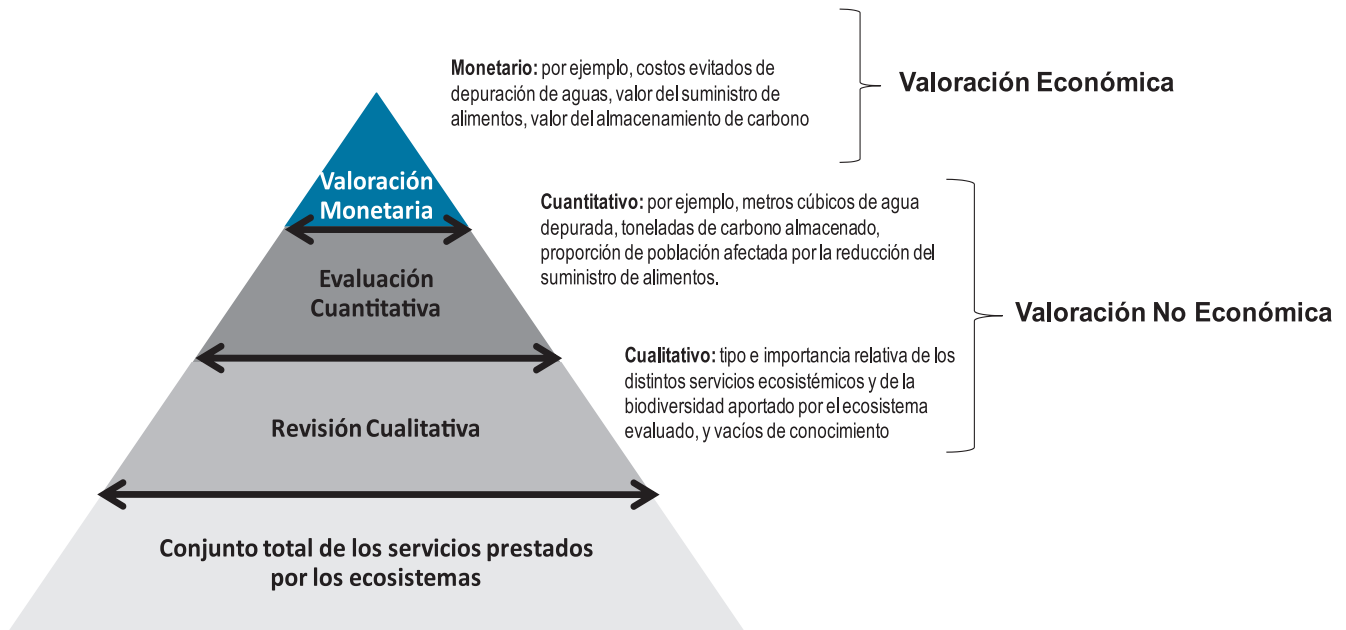 Monetario: por ejemplo, costos evitados de
depuración de aguas, valor del suministro de
alimentos, valor del almacenamiento de carbono
Valoración Económica
Valoración
Monetaria
Cuantitativo: por ejemplo, metros cúbicos de agua
depurada, toneladas de carbono almacenado,
proporción de población afectada por la reducción del
suministro de alimentos.
Evaluación
Cuantitativa
Valoración No Económica
Cualitativo: tipo e importancia relativa de los
distintos servicios ecosistémicos y de la
biodiversidad aportado por el ecosistema
evaluado, y vacíos de conocimiento
Revisión Cualitativa
Conjunto total de los servicios prestados
por los ecosistemas